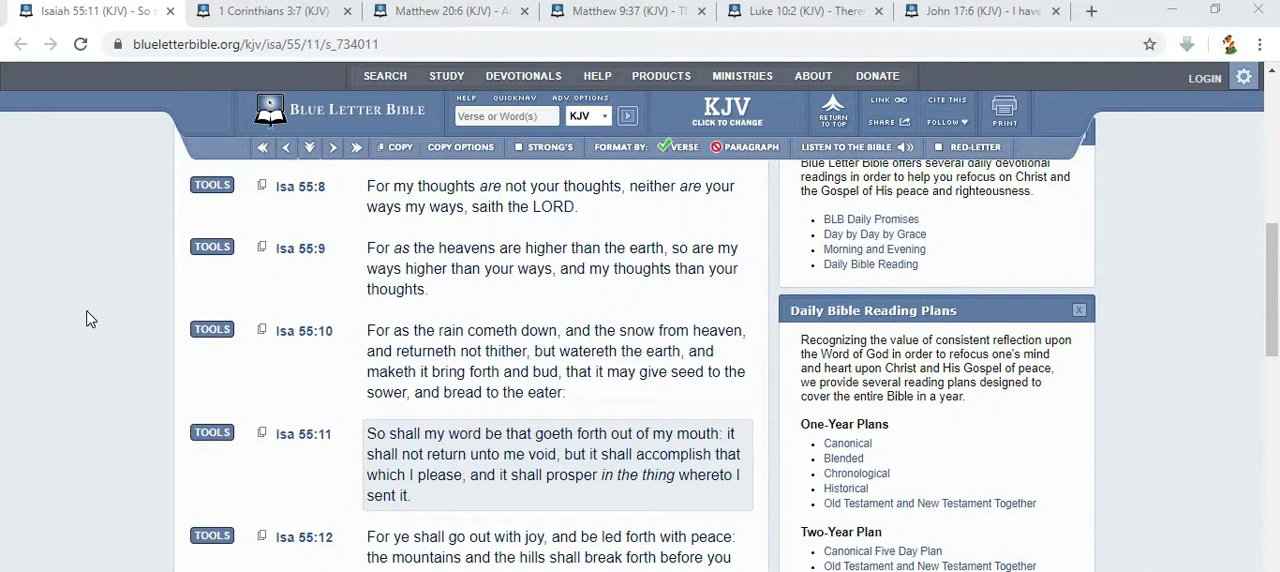 Isaiah 55:11 (KJV) - So s
1 Corinthians 3:7 (KJV)
Matthew 20:6 (KJV) - A
Matthew 9:37 (KJV) - T
Luke 10:2 (KJV) - There
John 17:6 (KJV) - I have
blueletterbible.org/kjv/isa/55/11/s_734011
SEARCH STUDY DEVOTIONALS HELP PRODUCTS MINISTRIES ABOUT DONATE
LOGIN
BLUE LETTER BIBLE
HELP QUICKNAV ADV. OPTIONS
Verse or Word(s) KJV
KJV
CLICK TO CHANGE
RETURN
TO TOP
LINK CITE THIS
SHARE FOLLOW
PRINT
COPY COPY OPTIONS STRONG'S FORMAT BY: VERSE PARAGRAPH LISTEN TO THE BIBLE RED-LETTER
TOOLS Isa 55:8 For my thoughts are not your thoughts, neither are your
ways my ways, saith the LORD.
TOOLS Isa 55:9 For as the heavens are higher than the earth, so are my
ways higher than your ways, and my thoughts than your
thoughts.
TOOLS Isa 55:10 For as the rain cometh down, and the snow from heaven,
and returneth not thither, but watereth the earth, and
maketh it bring forth and bud, that it may give seed to the
sower, and bread to the eater:
TOOLS Isa 55:11 So shall my word be that goeth forth out of my mouth: it
shall not return unto me void, but it shall accomplish that
which I please, and it shall prosper in the thing whereto I
sent it.
TOOLS Isa 55:12 For ye shall go out with joy, and be led forth with peace:
the mountains and the hills shall break forth before you
Blue Letter Bible offers several daily devotional
readings in order to help you refocus on Christ and
the Gospel of His peace and righteousness.
BLB Daily Promises
Day by Day by Grace
Morning and Evening
Daily Bible Reading
Daily Bible Reading Plans X
Recognizing the value of consistent reflection upon
the Word of God in order to refocus one's mind
and heart upon Christ and His Gospel of peace,
we provide several reading plans designed to
cover the entire Bible in a year.
One-Year Plans
Canonical
Blended
Chronological
Historical
Old Testament and New Testament Together
Two-Year Plan
Canonical Five Day Plan
Old Testament and New Testament Together